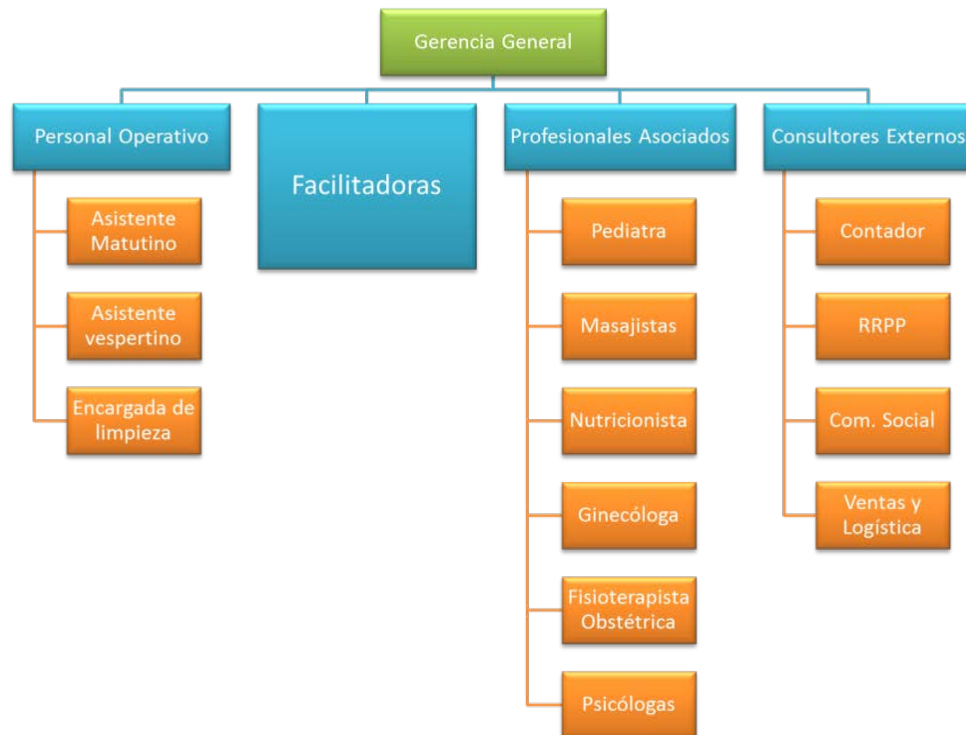 Gerencia General
Personal Operativo
Asistente
Matutino
Asistente
vespertino
Encargada de
limpieza
Facilitadoras
Profesionales Asociados
Pediatra
Masajistas
Nutricionista
Ginecóloga
Fisioterapista
Obstétrica
Psicólogas
Consultores Externos
Contador
RRPP
Com. Social
Ventas y
Logística